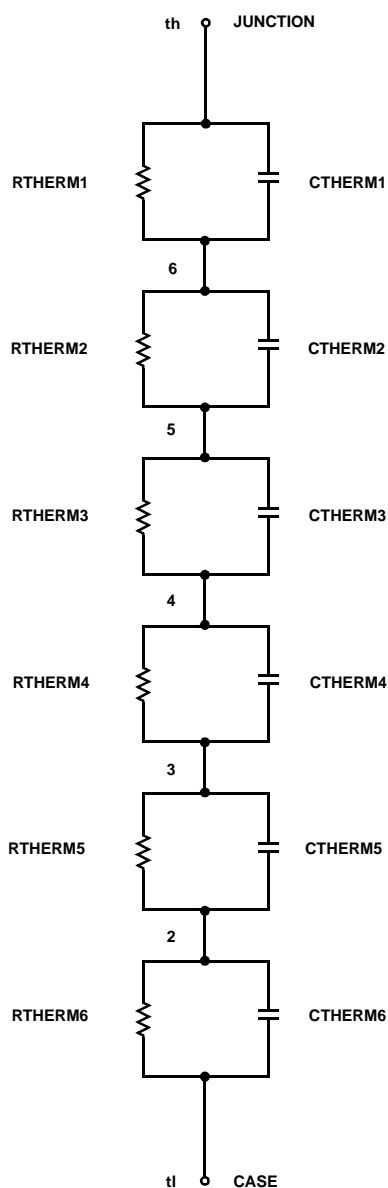 th JUNCTION
RTHERM1 CTHERM1
6
RTHERM2 CTHERM2
5
RTHERM3 CTHERM3
4
RTHERM4 CTHERM4
3
RTHERM5 CTHERM5
2
RTHERM6 CTHERM6
tl CASE